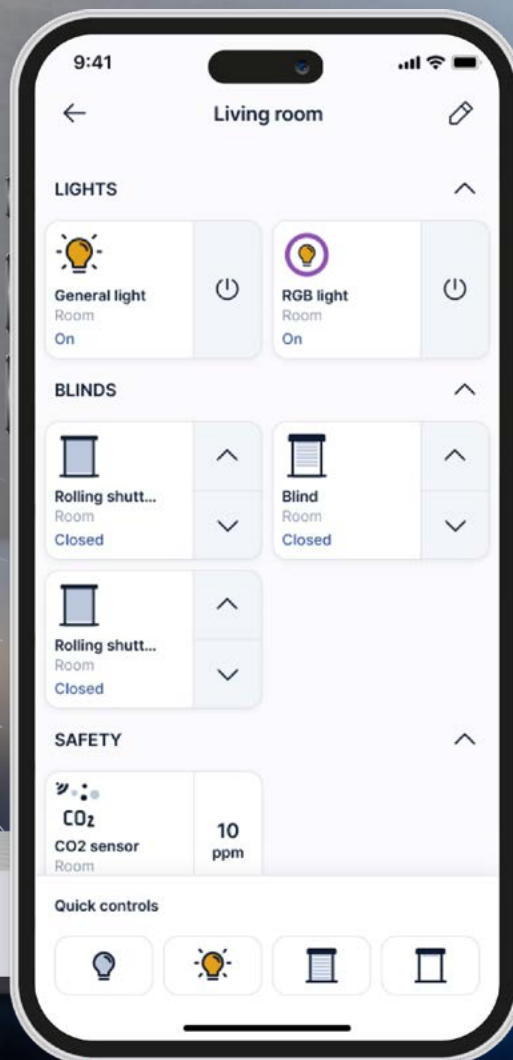 9:41
Living room
LIGHTS
General light
Room
On
RGB light
Room
On
BLINDS
Rolling shutt...
Room
Closed
Blind
Room
Closed
Rolling shutt...
Room
Closed
SAFETY
CO2
CO2 sensor
Room
10
ppm
Quick controls